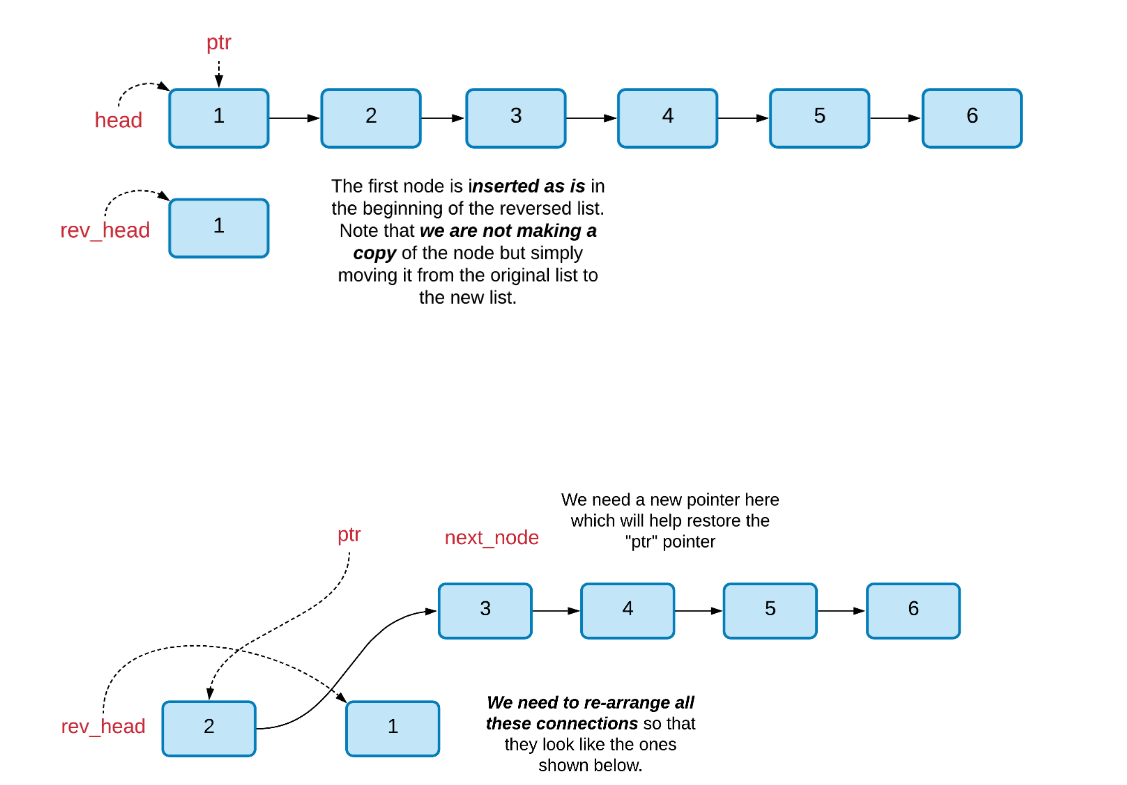 ptr
head
1
2
3
4
5
6
rev_head
1
The first node is inserted as is in
the beginning of the reversed list.
Note that we are not making a
copy of the node but simply
moving it from the original list to
the new list.
We need a new pointer here
which will help restore the
"ptr" pointer
ptr
next_node
3
4
5
6
rev_head
2
1
We need to re-arrange all
these connections so that
they look like the ones
shown below.